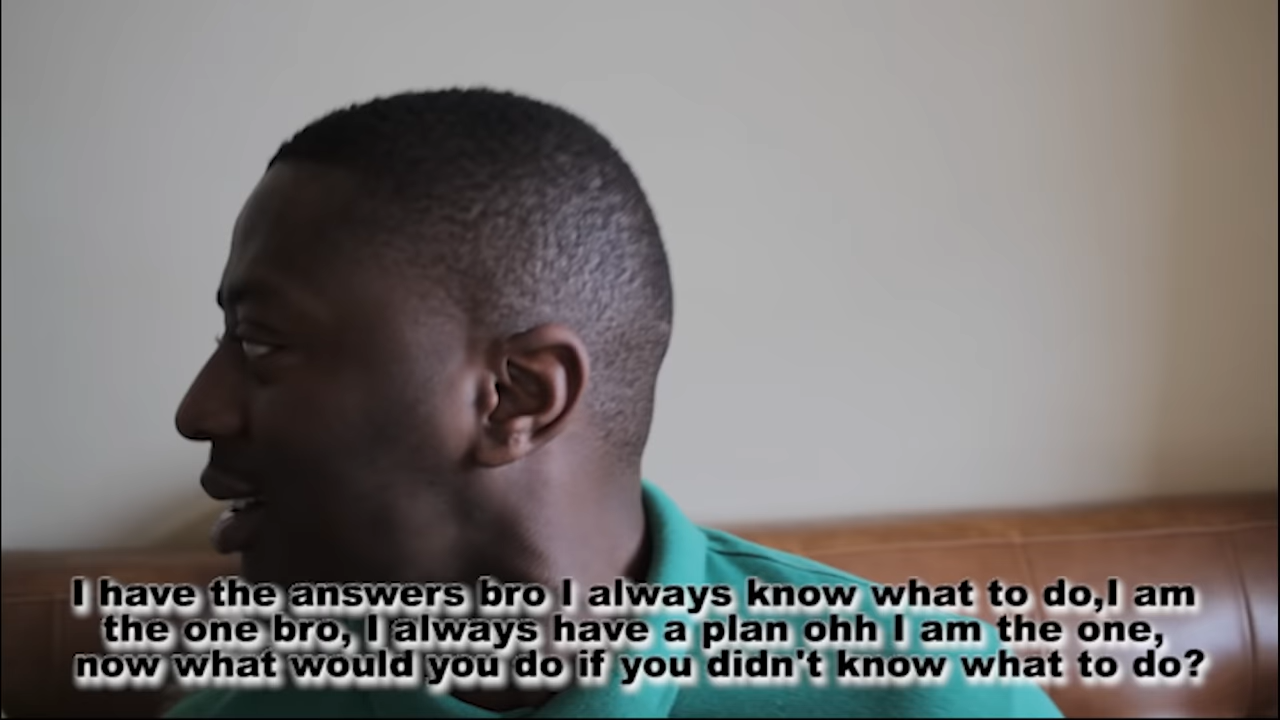 I have the answers bro I always know what to do,I am
the one bro, I always have a plan ohh I am the one,
now what would you do if you didn't know what to do?